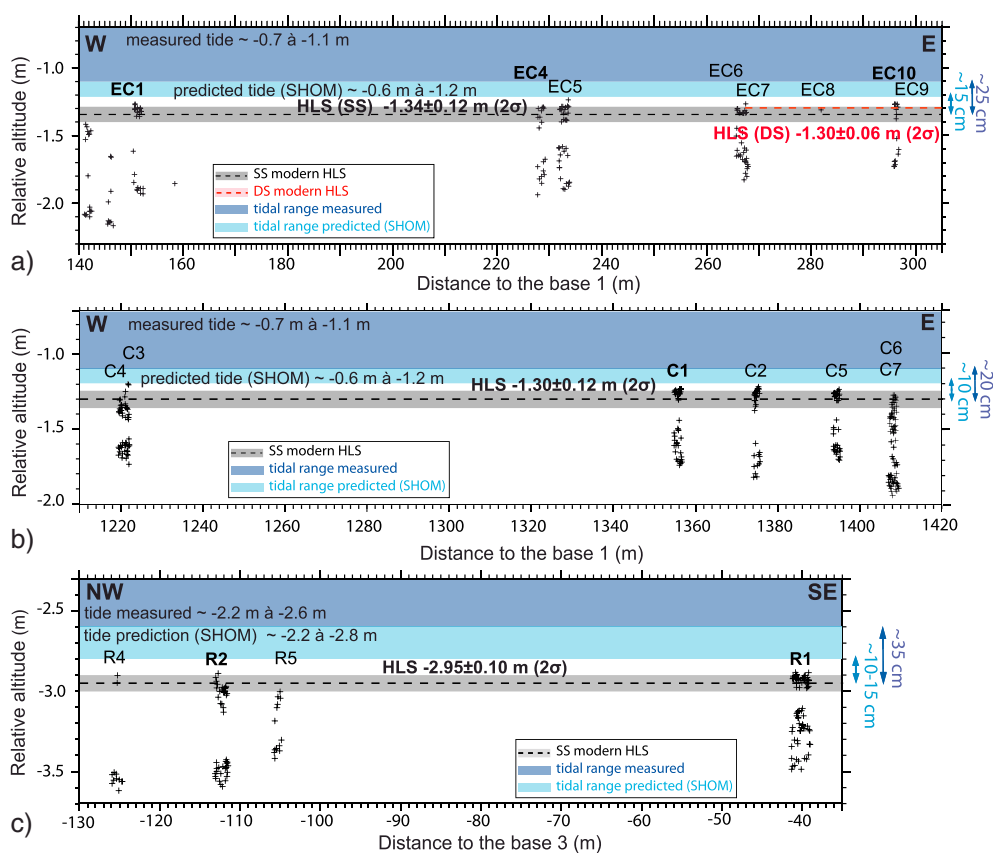 measured tide ~ -0.7 à -1.1 m
W
E
EC1
EC4
EC5
EC6
EC7
EC8
EC10
EC9
predicted tide (SHOM) ~ -0.6 m à -1.2 m
HLS (SS) -1.34±0.12 m (2σ)
HLS (DS) -1.30±0.06 m (2σ)
~15 cm
~25 cm
SS modern HLS
DS modern HLS
tidal range measured
tidal range predicted (SHOM)
Relative altitude (m)
-1.0
-1.5
-2.0
a)
140 160 180 200 220 240 260 280 300
Distance to the base 1 (m)
W
E
measured tide ~ -0.7 m à -1.1 m
C3
C4
C6
C1 C2 C5 C7
predicted tide (SHOM) ~ -0.6 m à -1.2 m
HLS -1.30±0.12 m (2σ)
~10 cm
~20 cm
SS modern HLS
tidal range measured
tidal range predicted (SHOM)
Relative altitude (m)
-1.0
-1.5
-2.0
b)
1220 1240 1260 1280 1300 1320 1340 1360 1380 1400 1420
Distance to the base 1 (m)
NW
SE
tide measured ~ -2.2 m à -2.6 m
tide prediction (SHOM) ~ -2.2 à -2.8 m
R4 R2 R5 R1
HLS -2.95±0.10 m (2σ)
~10-15 cm
~35 cm
SS modern HLS
tidal range measured
tidal range predicted (SHOM)
Relative altitude (m)
-2.5
-3.0
-3.5
c)
-130 -120 -110 -100 -90 -80 -70 -60 -50 -40
Distance to the base 3 (m)